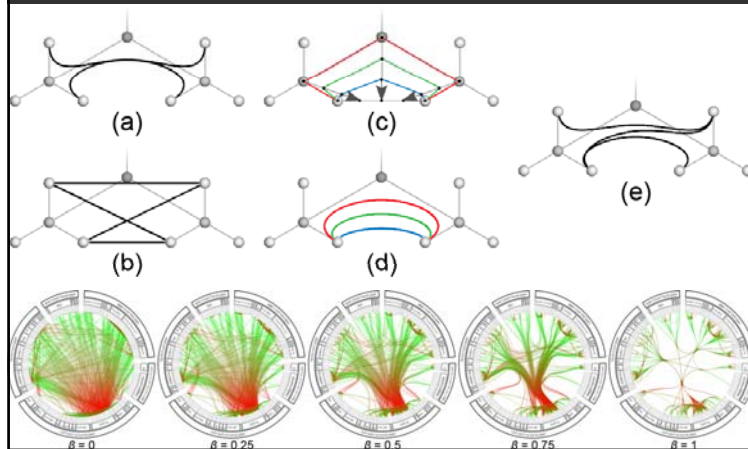 (a)
(c)
(e)
(b)
(d)
β = 0
β = 0.25
β = 0.5
β = 0.75
β = 1